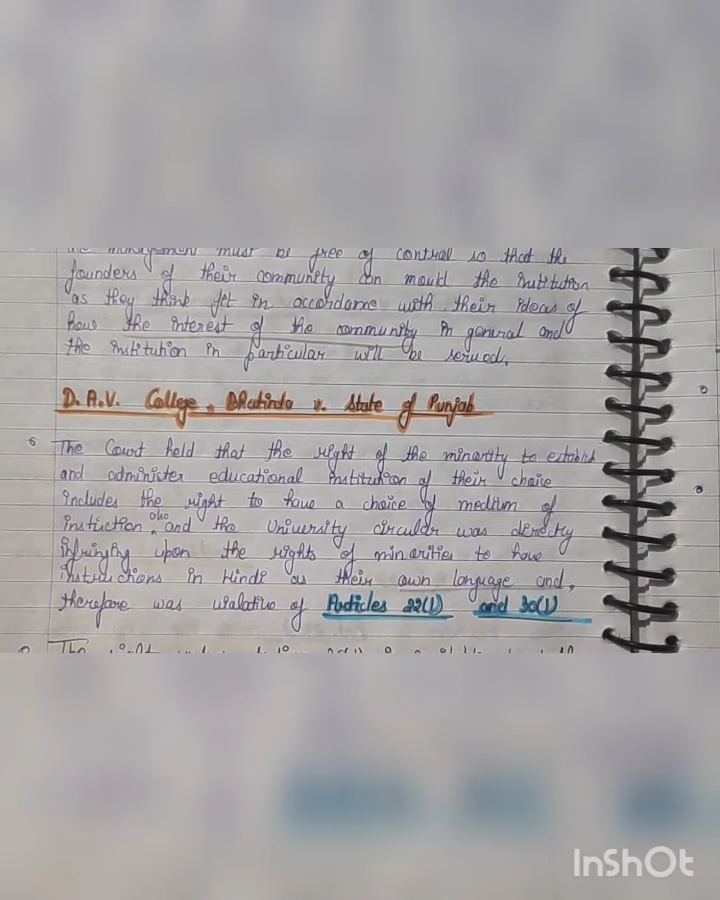 management must be free of control so that the
founders of their community can mould the institution
as they think fit in accordance with their ideas of
how the interest of the community in general and
the institution in particular will be served.
D.A.V. College, Bhatinda v. State of Punjab
The Court held that the right of the minority to establish
and administer educational institution of their choice
includes the right to have a choice of medium of
instiction also and the University circular was directly
infringing upon the rights of minorities to have
instructions in Hindi as their own language and,
therefore was violative of Articles 22(1) and 30(1)
InShOt